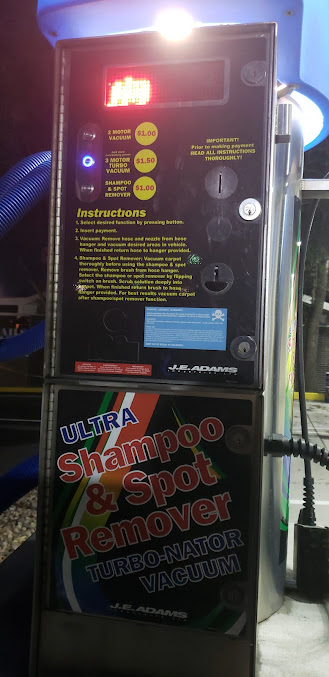 2 MOTOR
VACUUM
$1.00
3 MOTOR
TURBO
VACUUM
$1.50
SHAMPOO
& SPOT
REMOVER
$1.00
IMPORTANT!
Prior to making payment
READ ALL INSTRUCTIONS
THOROUGHLY!
Instructions
1. Select desired function by pressing button.
2. Insert payment.
3. Vacuum: Remove hose and nozzle from hose
hanger and vacuum desired areas in vehicle.
When finished return hose to hanger provided.
4. Shampoo & Spot Remover: Vacuum carpet
thoroughly before using the shampoo & spot
remover. Remove brush from hose hanger.
Select the shampoo or spot remover by flipping
switch on brush. Scrub solution deeply into
When finished return brush to hose
hanger provided. For best results vacuum carpet
after shampoo/spot remover function.
J.E. ADAMS
INDUSTRIES
ULTRA
Shampoo
& Spot
Remover
TURBO-NATOR
VACUUM
J.E. ADAMS